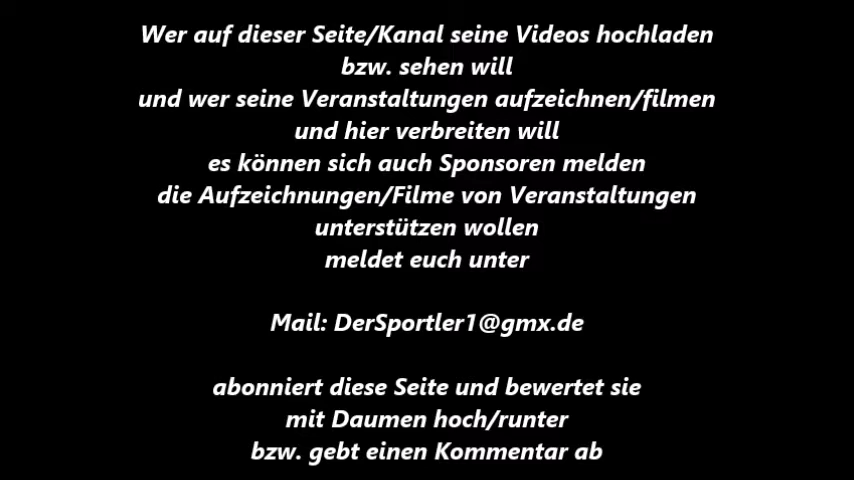 Wer auf dieser Seite/Kanal seine Videos hochladen
bzw. sehen will
und wer seine Veranstaltungen aufzeichnen/filmen
und hier verbreiten will
es können sich auch Sponsoren melden
die Aufzeichnungen/Filme von Veranstaltungen
unterstützen wollen
meldet euch unter
Mail: DerSportler1@gmx.de
abonniert diese Seite und bewertet sie
mit Daumen hoch/runter
bzw. gebt einen Kommentar ab